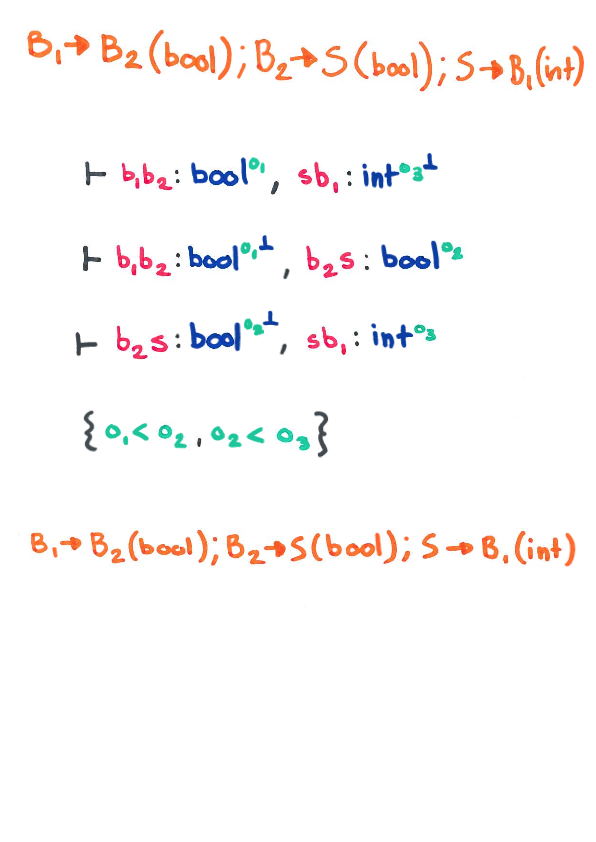 B₁→B₂(bool);B₂→S(bool);S→B₁(int)
⊢ b₁b₂:bool^o₁, sb₁:int^o₃^⊥
⊢ b₁b₂:bool^o₁^⊥, b₂s:bool^o₂
⊢ b₂s:bool^o₂^⊥, sb₁:int^o₃
{o₁<o₂,o₂<o₃}
B₁→B₂(bool);B₂→S(bool);S→B₁(int)